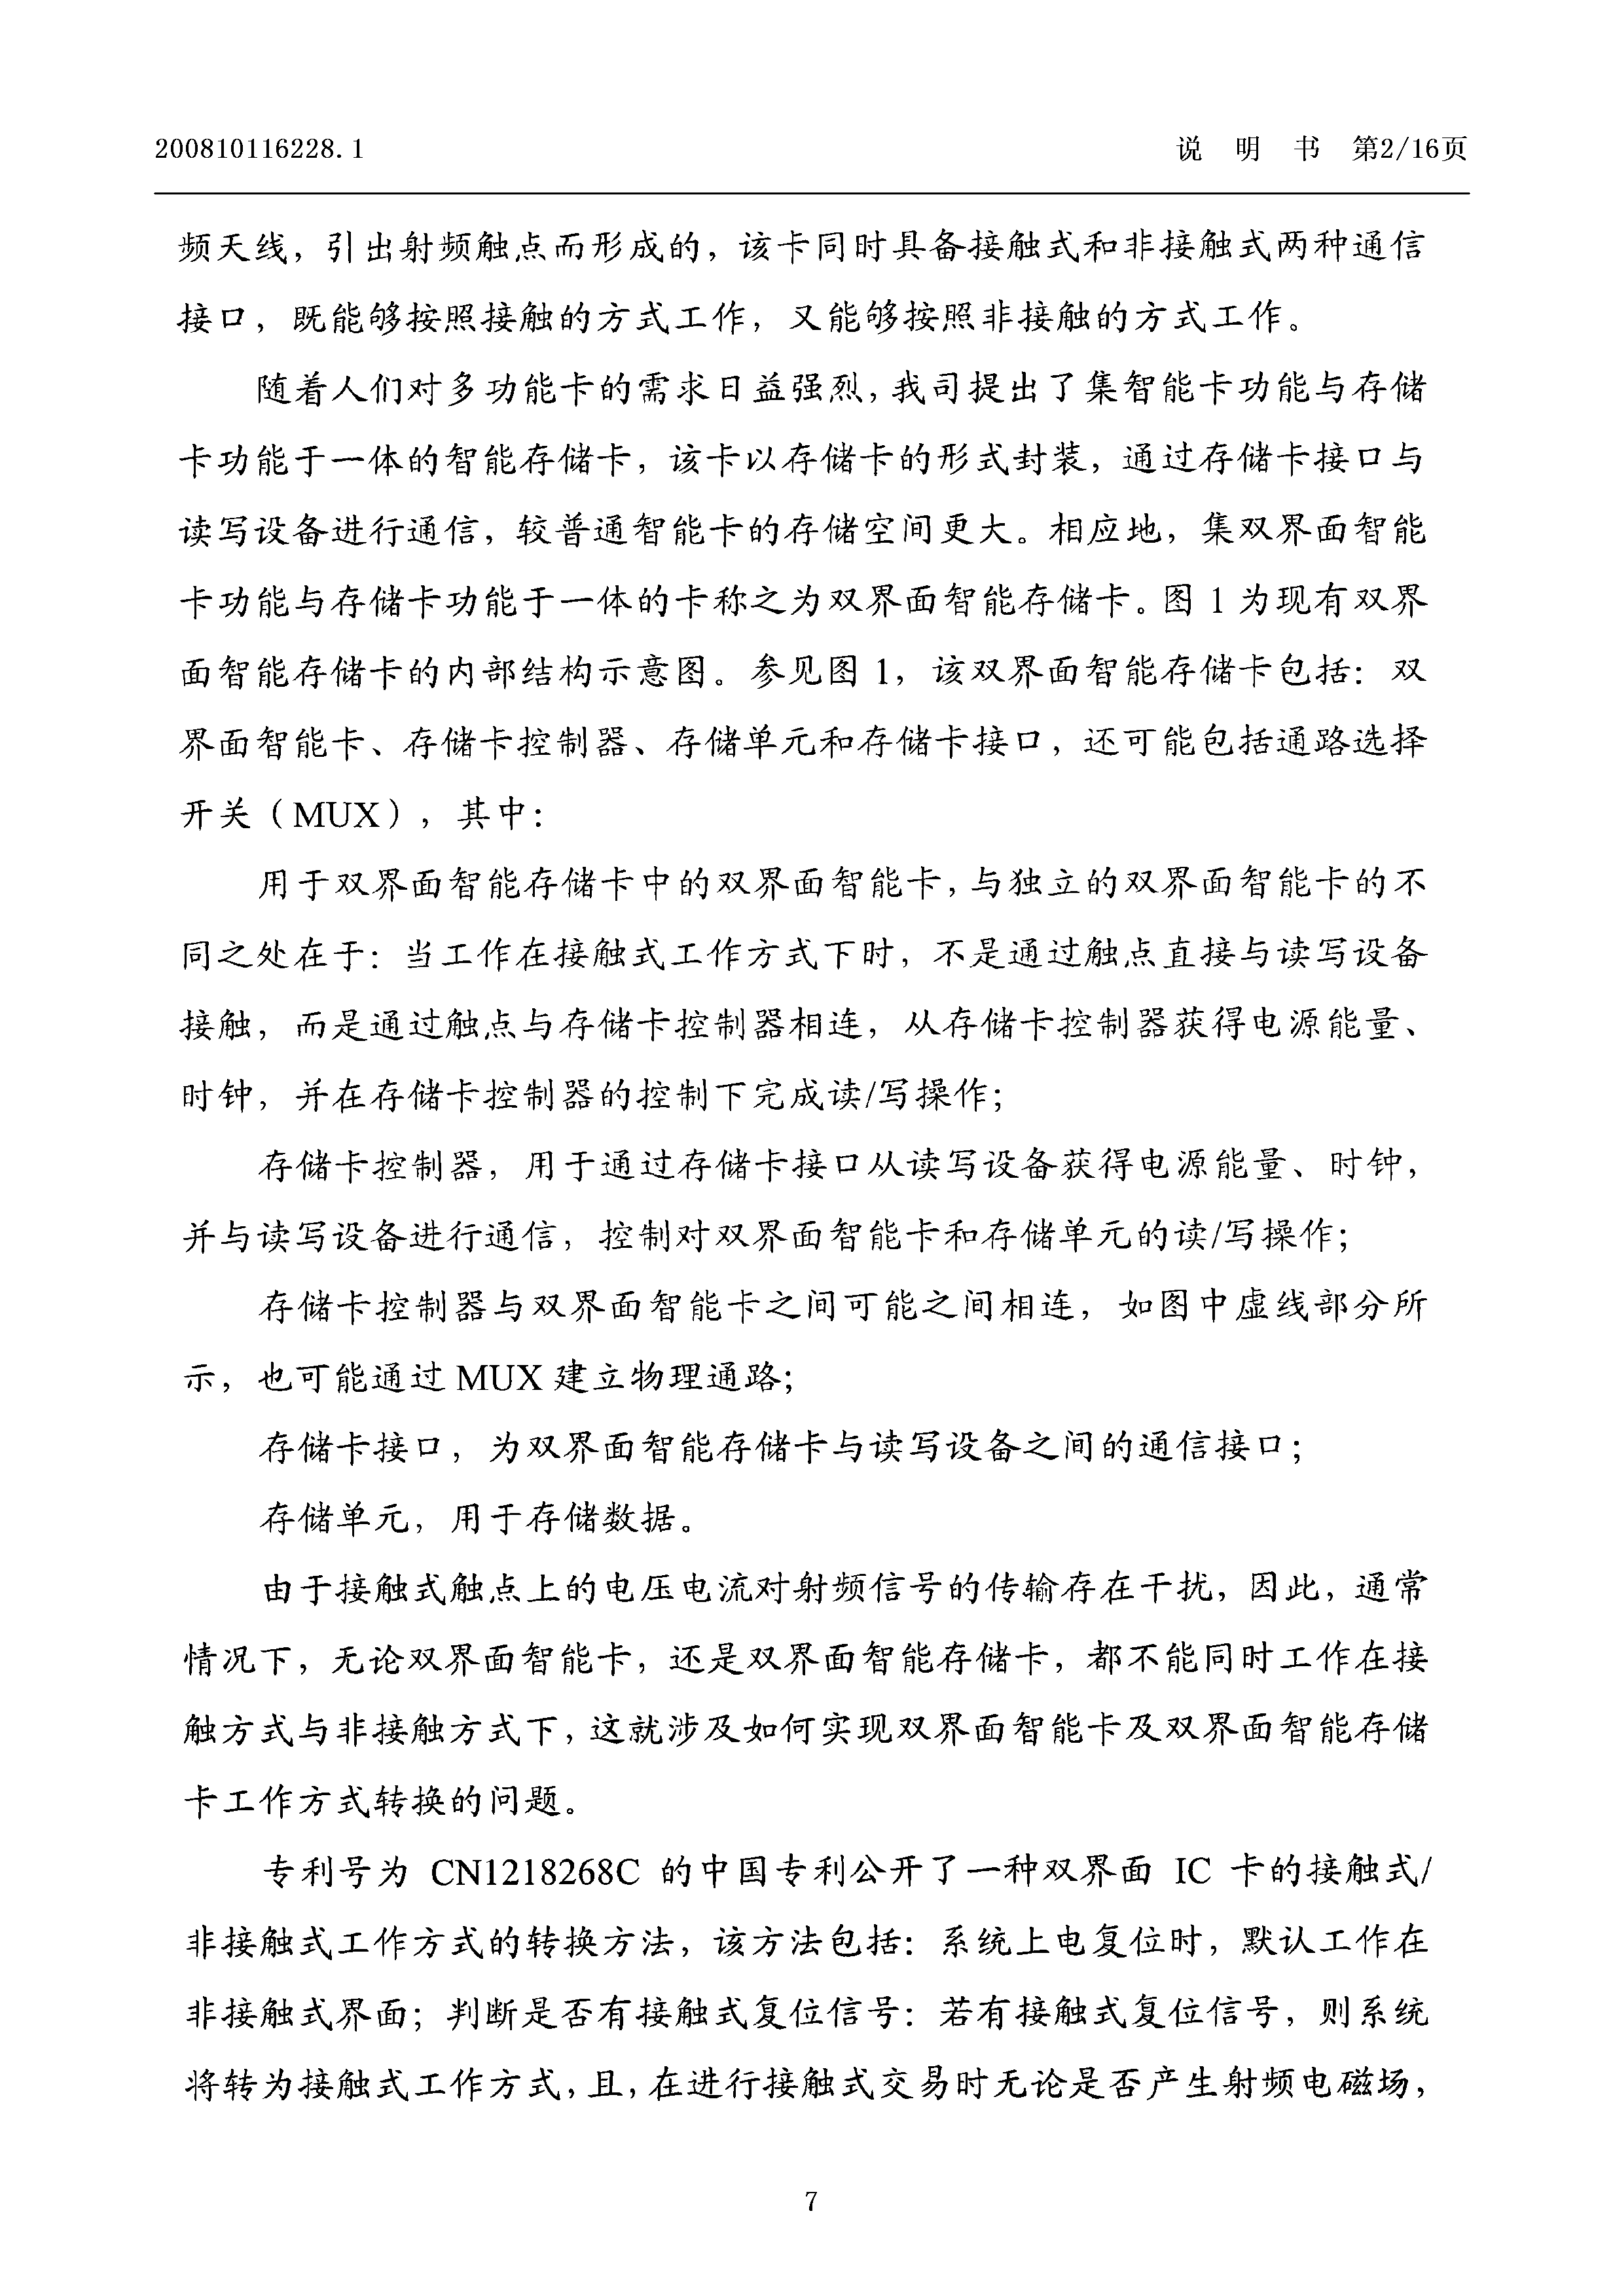 200810116228.1
说 明 书 第2/16页
频天线，引出射频触点而形成的，该卡同时具备接触式和非接触式两种通信
接口，既能够按照接触的方式工作，又能够按照非接触的方式工作。
随着人们对多功能卡的需求日益强烈，我司提出了集智能卡功能与存储
卡功能于一体的智能存储卡，该卡以存储卡的形式封装，通过存储卡接口与
读写设备进行通信，较普通智能卡的存储空间更大。相应地，集双界面智能
卡功能与存储卡功能于一体的卡称之为双界面智能存储卡。图 1 为现有双界
面智能存储卡的内部结构示意图。参见图 1，该双界面智能存储卡包括：双
界面智能卡、存储卡控制器、存储单元和存储卡接口，还可能包括通路选择
开关（MUX），其中：
用于双界面智能存储卡中的双界面智能卡，与独立的双界面智能卡的不
同之处在于：当工作在接触式工作方式下时，不是通过触点直接与读写设备
接触，而是通过触点与存储卡控制器相连，从存储卡控制器获得电源能量、
时钟，并在存储卡控制器的控制下完成读/写操作；
存储卡控制器，用于通过存储卡接口从读写设备获得电源能量、时钟，
并与读写设备进行通信，控制对双界面智能卡和存储单元的读/写操作；
存储卡控制器与双界面智能卡之间可能之间相连，如图中虚线部分所
示，也可能通过 MUX 建立物理通路；
存储卡接口，为双界面智能存储卡与读写设备之间的通信接口；
存储单元，用于存储数据。
由于接触式触点上的电压电流对射频信号的传输存在干扰，因此，通常
情况下，无论双界面智能卡，还是双界面智能存储卡，都不能同时工作在接
触方式与非接触方式下，这就涉及如何实现双界面智能卡及双界面智能存储
卡工作方式转换的问题。
专利号为 CN1218268C 的中国专利公开了一种双界面 IC 卡的接触式/
非接触式工作方式的转换方法，该方法包括：系统上电复位时，默认工作在
非接触式界面；判断是否有接触式复位信号：若有接触式复位信号，则系统
将转为接触式工作方式，且，在进行接触式交易时无论是否产生射频电磁场，
7